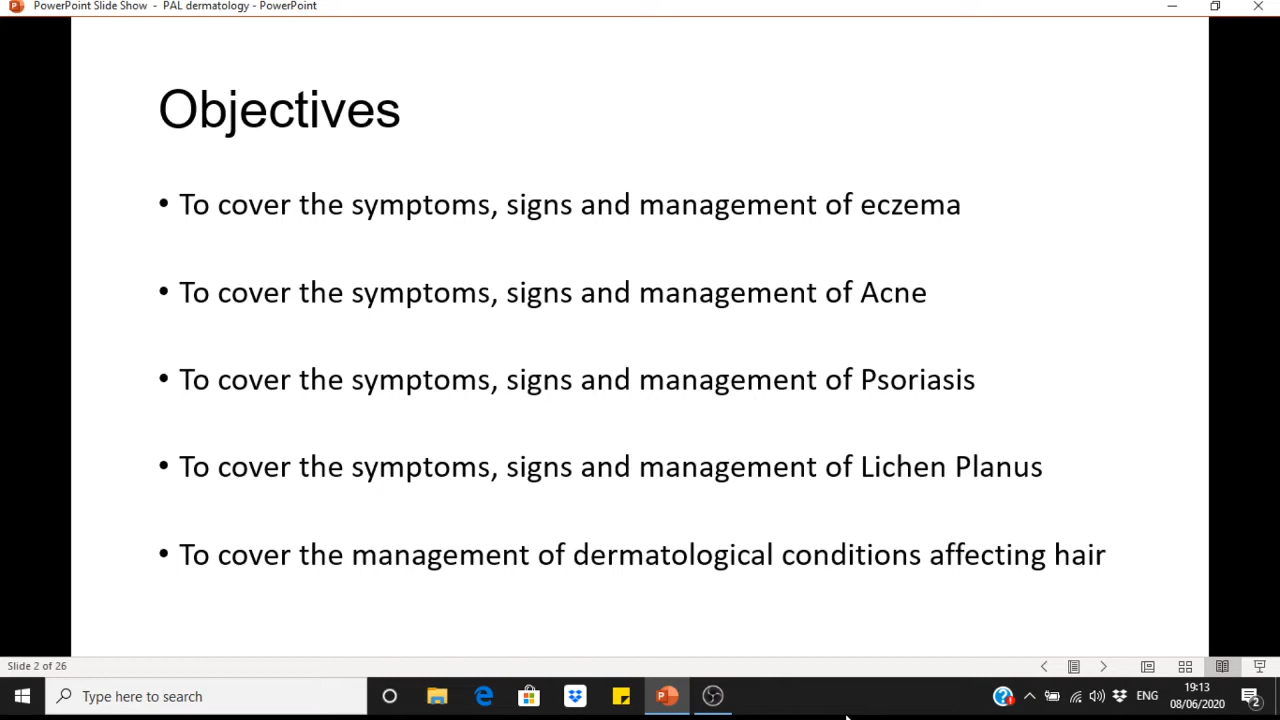 PowerPoint Slide Show - PAL dermatology - PowerPoint
Objectives
• To cover the symptoms, signs and management of eczema
• To cover the symptoms, signs and management of Acne
• To cover the symptoms, signs and management of Psoriasis
• To cover the symptoms, signs and management of Lichen Planus
• To cover the management of dermatological conditions affecting hair
Slide 2 of 26
Type here to search
ENG
19:13
08/06/2020
2